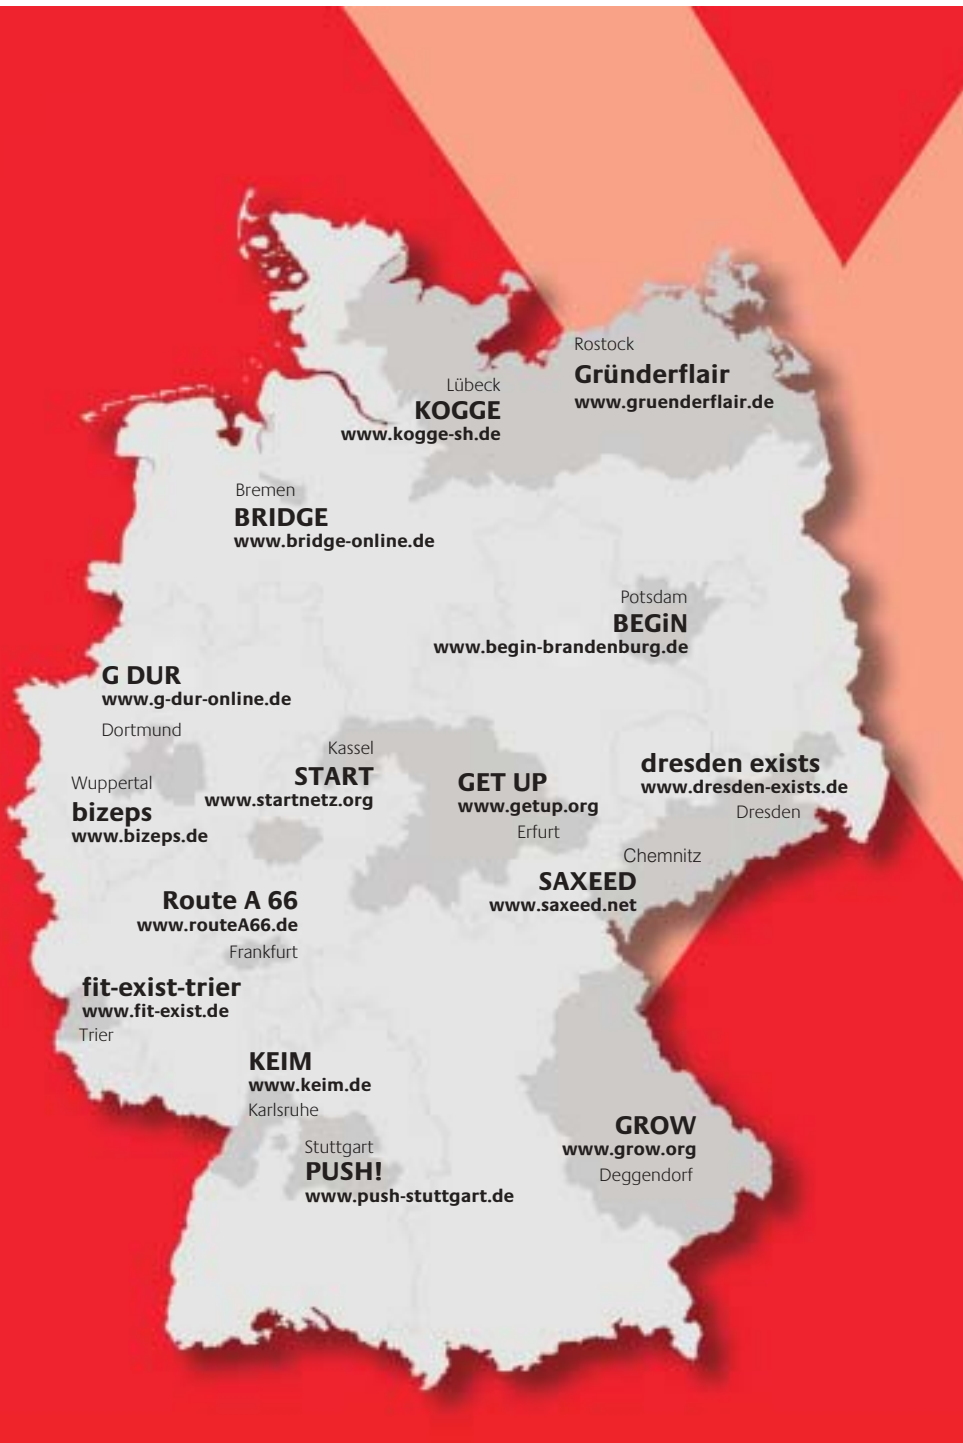 Rostock
Gründerflair
www.gruenderflair.de
Lübeck
KOGGE
www.kogge-sh.de
Bremen
BRIDGE
www.bridge-online.de
Potsdam
BEGiN
www.begin-brandenburg.de
G DUR
www.g-dur-online.de
Dortmund
Kassel
START
www.startnetz.org
Wuppertal
bizeps
www.bizeps.de
GET UP
www.getup.org
Erfurt
dresden exists
www.dresden-exists.de
Dresden
Chemnitz
SAXEED
www.saxeed.net
Route A 66
www.routeA66.de
Frankfurt
fit-exist-trier
www.fit-exist.de
Trier
KEIM
www.keim.de
Karlsruhe
Stuttgart
PUSH!
www.push-stuttgart.de
GROW
www.grow.org
Deggendorf